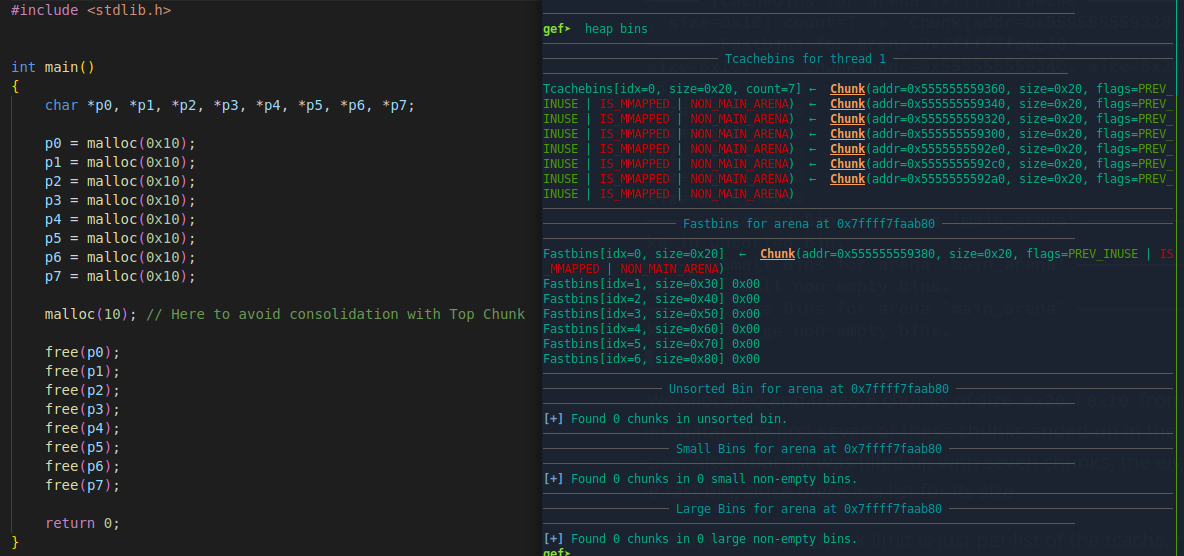 #include <stdlib.h>
int main()
{
char *p0, *p1, *p2, *p3, *p4, *p5, *p6, *p7;
p0 = malloc(0x10);
p1 = malloc(0x10);
p2 = malloc(0x10);
p3 = malloc(0x10);
p4 = malloc(0x10);
p5 = malloc(0x10);
p6 = malloc(0x10);
p7 = malloc(0x10);
malloc(10); // Here to avoid consolidation with Top Chunk
free(p0);
free(p1);
free(p2);
free(p3);
free(p4);
free(p5);
free(p6);
free(p7);
return 0;
}
gef➤ heap bins
Tcachebins for thread 1
Tcachebins[idx=0, size=0x20, count=7] ← Chunk(addr=0x555555559360, size=0x20, flags=PREV_
INUSE | IS_MMAPPED | NON_MAIN_ARENA) ← Chunk(addr=0x555555559340, size=0x20, flags=PREV_
INUSE | IS_MMAPPED | NON_MAIN_ARENA) ← Chunk(addr=0x555555559320, size=0x20, flags=PREV_
INUSE | IS_MMAPPED | NON_MAIN_ARENA) ← Chunk(addr=0x555555559300, size=0x20, flags=PREV_
INUSE | IS_MMAPPED | NON_MAIN_ARENA) ← Chunk(addr=0x5555555592e0, size=0x20, flags=PREV_
INUSE | IS_MMAPPED | NON_MAIN_ARENA) ← Chunk(addr=0x5555555592c0, size=0x20, flags=PREV_
INUSE | IS_MMAPPED | NON_MAIN_ARENA) ← Chunk(addr=0x5555555592a0, size=0x20, flags=PREV_
INUSE | IS_MMAPPED | NON_MAIN_ARENA)
Fastbins for arena at 0x7ffff7faab80
Fastbins[idx=0, size=0x20] ← Chunk(addr=0x555555559380, size=0x20, flags=PREV_INUSE | IS
_MMAPPED | NON_MAIN_ARENA)
Fastbins[idx=1, size=0x30] 0x00
Fastbins[idx=2, size=0x40] 0x00
Fastbins[idx=3, size=0x50] 0x00
Fastbins[idx=4, size=0x60] 0x00
Fastbins[idx=5, size=0x70] 0x00
Fastbins[idx=6, size=0x80] 0x00
Unsorted Bin for arena at 0x7ffff7faab80
[+] Found 0 chunks in unsorted bin.
Small Bins for arena at 0x7ffff7faab80
[+] Found 0 chunks in 0 small non-empty bins.
Large Bins for arena at 0x7ffff7faab80
[+] Found 0 chunks in 0 large non-empty bins.
gef➤